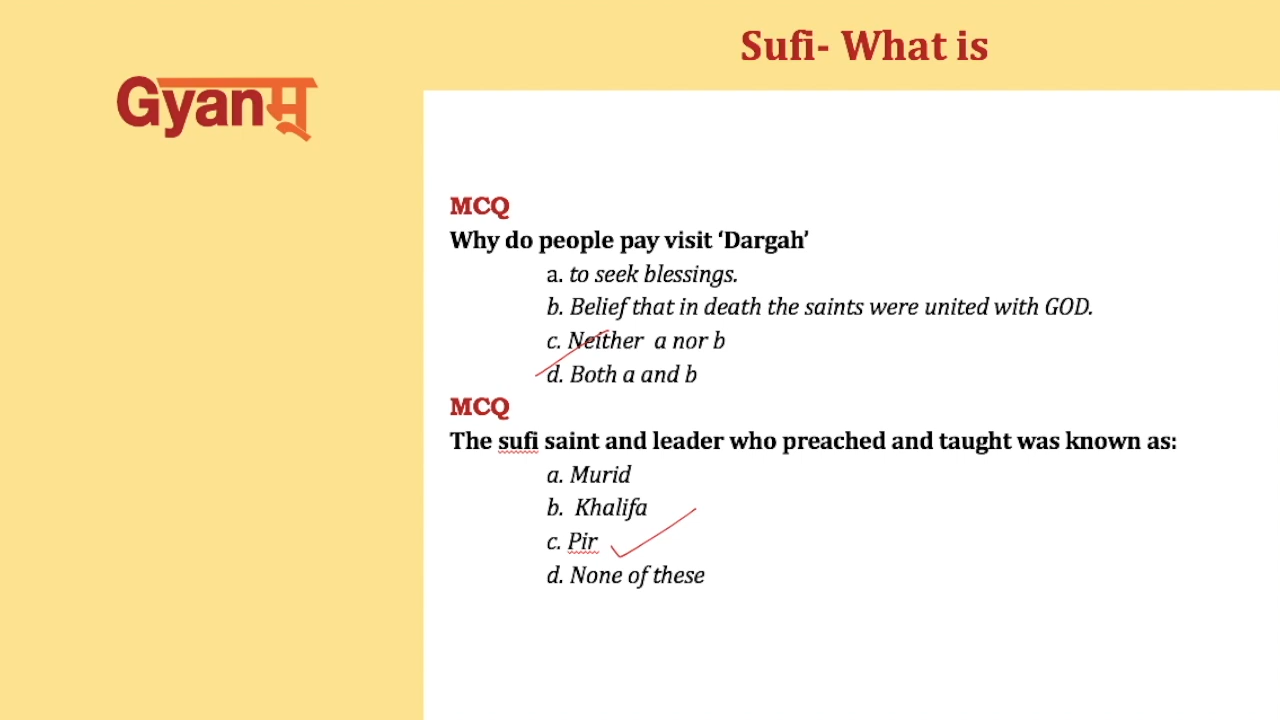 Sufi- What is
Gyanम्
MCQ
Why do people pay visit ‘Dargah’
a. to seek blessings.
b. Belief that in death the saints were united with GOD.
c. Neither a nor b
d. Both a and b
MCQ
The sufi saint and leader who preached and taught was known as:
a. Murid
b. Khalifa
c. Pir
d. None of these